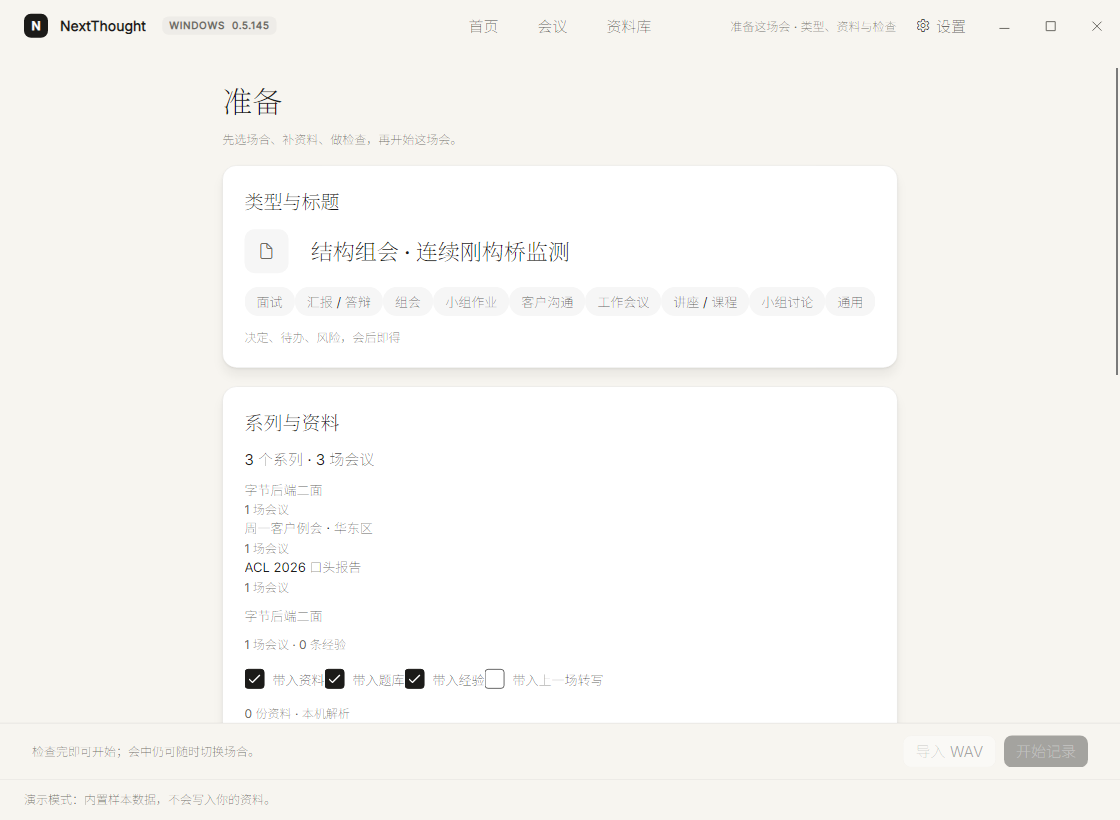 N NextThought WINDOWS 0.5.145 首页 会议 资料库 准备这场会 · 类型、资料与检查 设置
准备
先选场合、补资料、做检查，再开始这场会。
类型与标题
结构组会 · 连续刚构桥监测
面试 汇报 / 答辩 组会 小组作业 客户沟通 工作会议 讲座 / 课程 小组讨论 通用
决定、待办、风险，会后即得
系列与资料
3 个系列 · 3 场会议
字节后端二面
1 场会议
周一客户例会 · 华东区
1 场会议
ACL 2026 口头报告
1 场会议
字节后端二面
1 场会议 · 0 条经验
带入资料 带入题库 带入经验 带入上一场转写
0 份资料 · 本机解析
检查完即可开始；会中仍可随时切换场合。 导入 WAV 开始记录
演示模式：内置样本数据，不会写入你的资料。